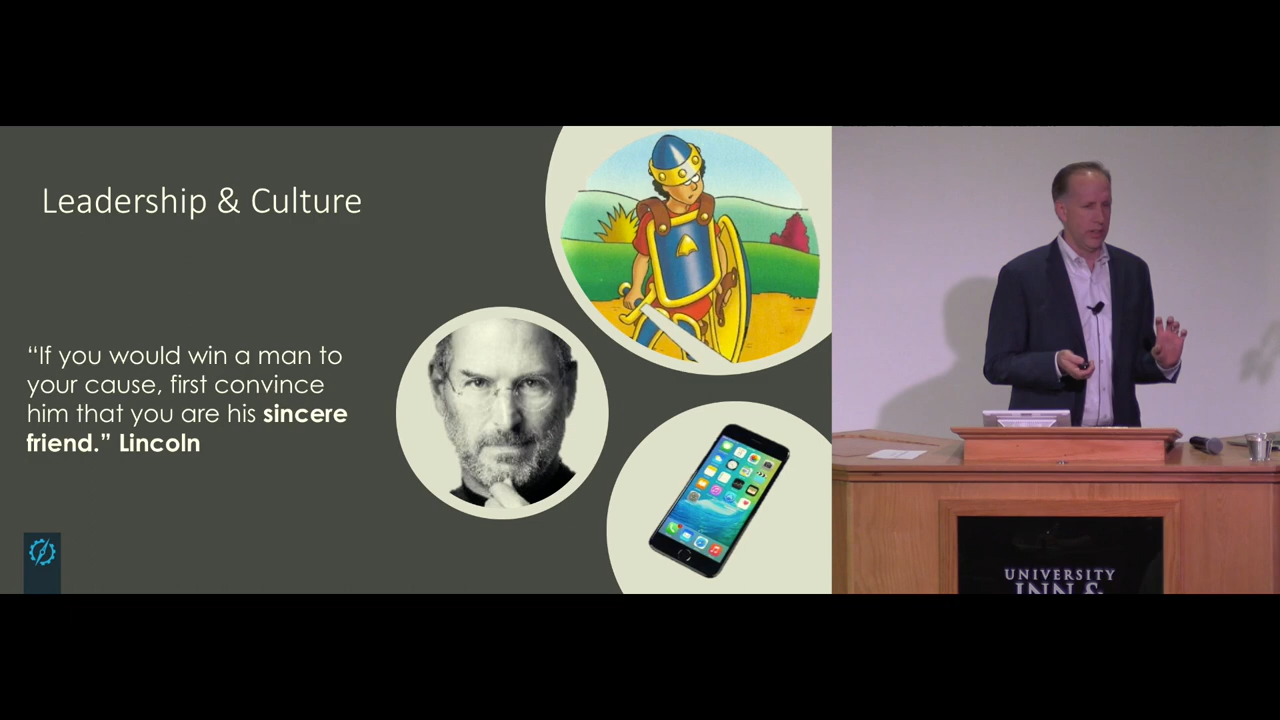 Leadership & Culture
“If you would win a man to
your cause, first convince
him that you are his sincere
friend.” Lincoln
UNIVERSITY
INN &